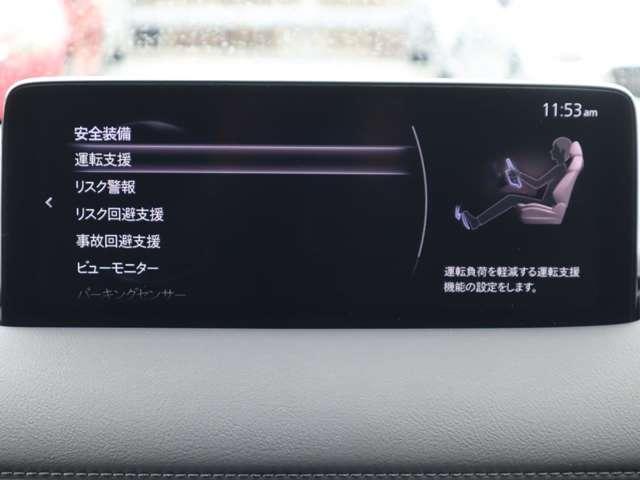 11:53am
安全装備
運転支援
リスク警報
リスク回避支援
事故回避支援
ビューモニター
パーキングセンサー
運転負荷を軽減する運転支援
機能の設定をします。